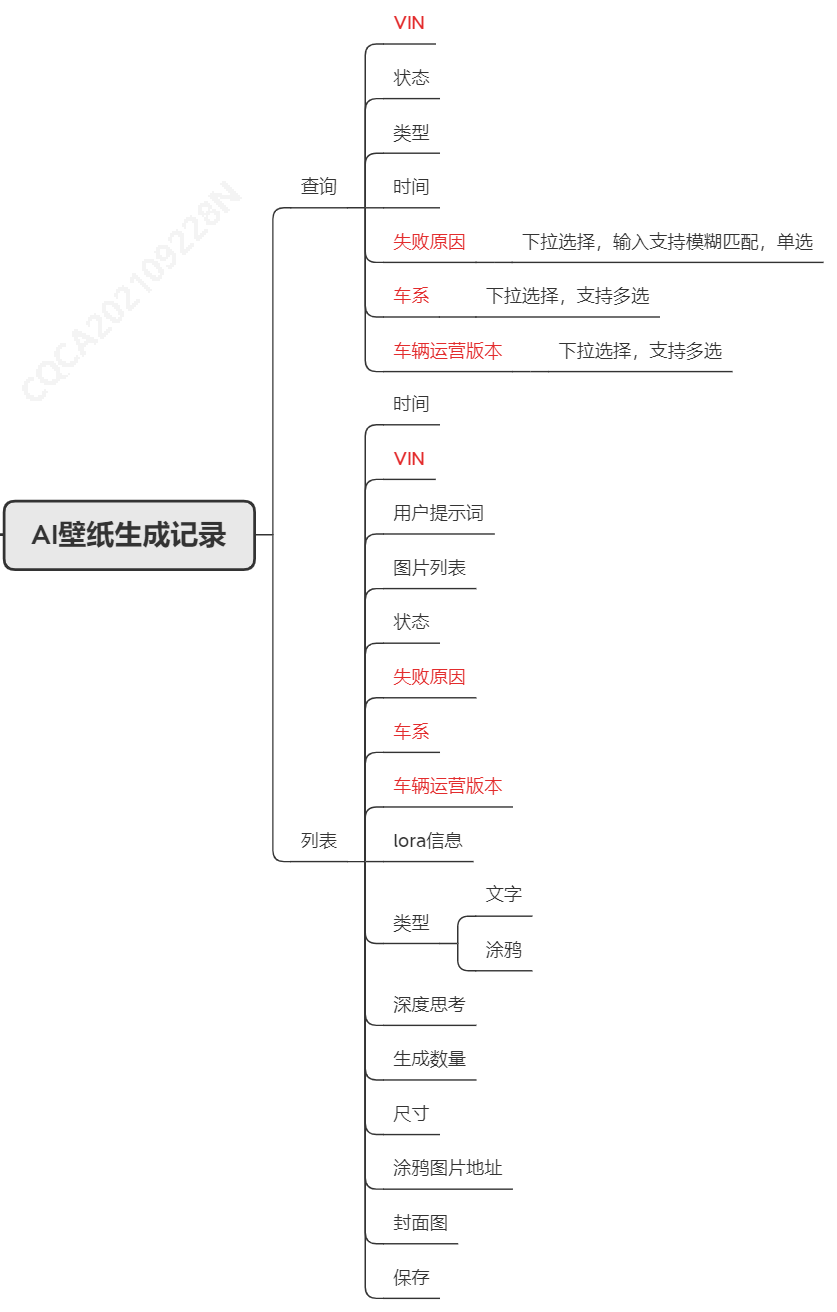 AI壁纸生成记录
查询
VIN
状态
类型
时间
失败原因
下拉选择，输入支持模糊匹配，单选
车系
下拉选择，支持多选
车辆运营版本
下拉选择，支持多选
列表
时间
VIN
用户提示词
图片列表
状态
失败原因
车系
车辆运营版本
lora信息
类型
文字
涂鸦
深度思考
生成数量
尺寸
涂鸦图片地址
封面图
保存
CQCA202109228N